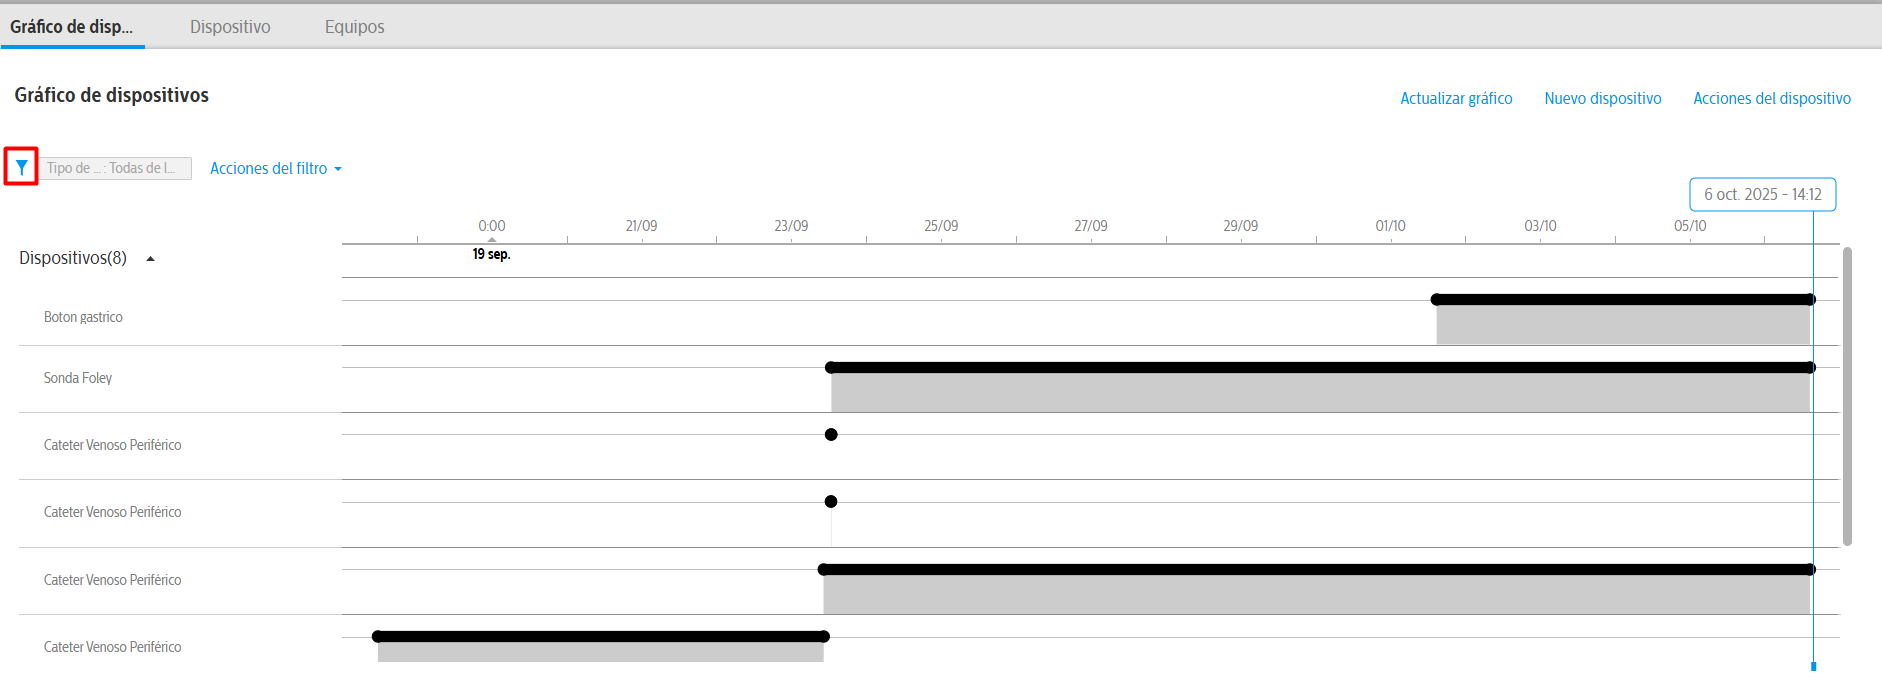 Gráfico de disp... Dispositivo Equipos
Gráfico de dispositivos
Actualizar gráfico Nuevo dispositivo Acciones del dispositivo
Tipo de ... : Todas de l... Acciones del filtro
6 oct. 2025 - 14:12
0:00 21/09 23/09 25/09 27/09 29/09 01/10 03/10 05/10
19 sep.
Dispositivos(8)
Boton gastrico
Sonda Foley
Cateter Venoso Periférico
Cateter Venoso Periférico
Cateter Venoso Periférico
Cateter Venoso Periférico